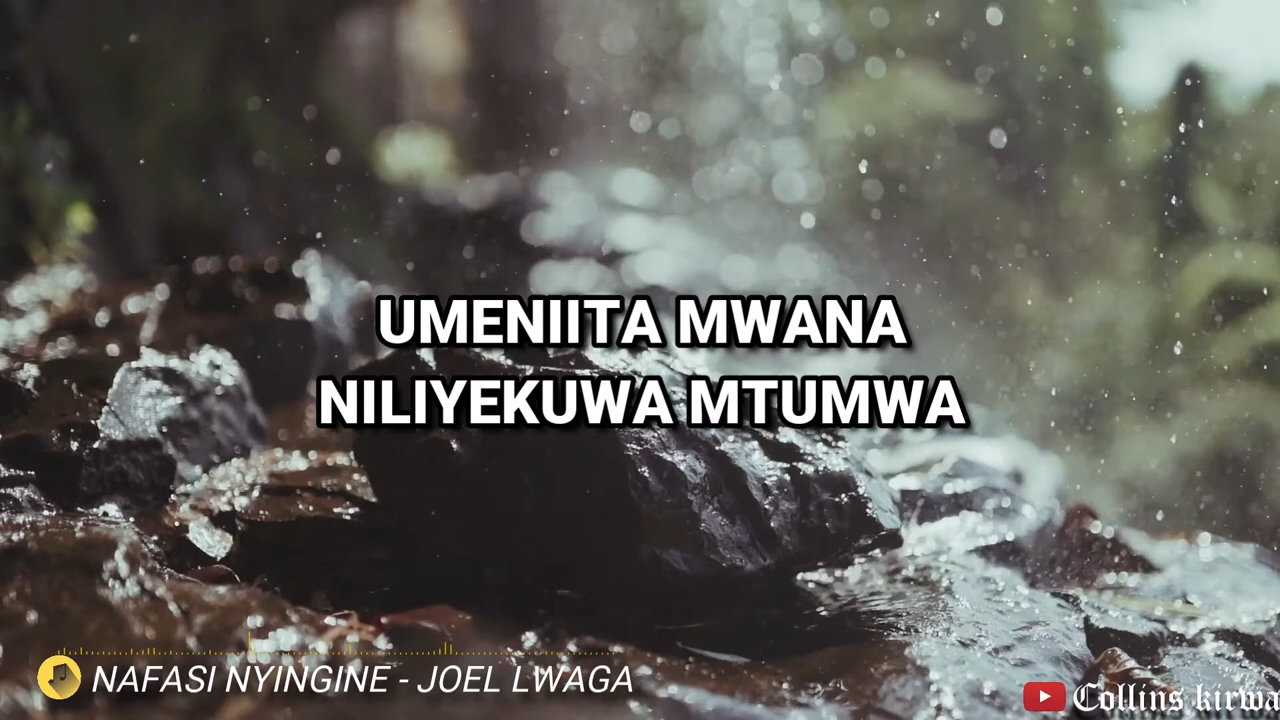 UMENIITA MWANA
NILIYEKUWA MTUMWA
NAFASI NYINGINE - JOEL LWAGA
Collins kirwa